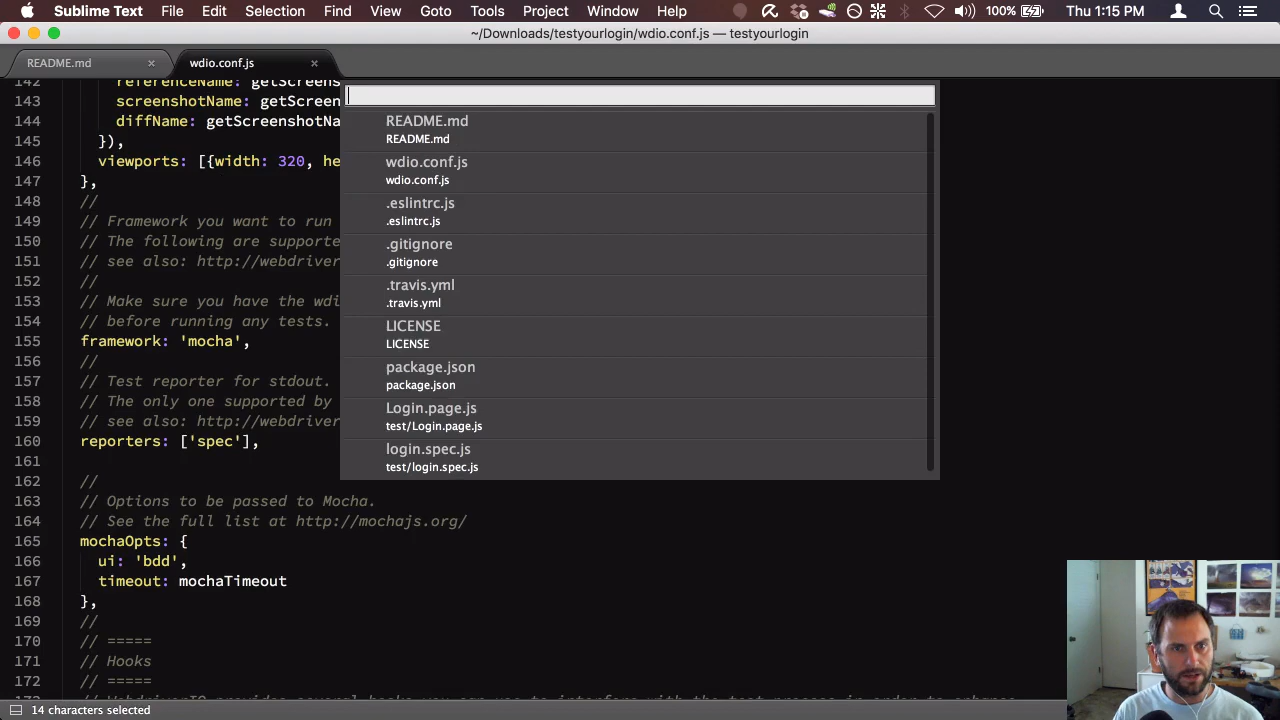 Sublime Text File Edit Selection Find View Goto Tools Project Window Help 100% Thu 1:15 PM
~/Downloads/testyourlogin/wdio.conf.js — testyourlogin
README.md × wdio.conf.js ×
142 referenceName: getScreens
143 screenshotName: getScreen
144 diffName: getScreenshotNa
145 }),
146 viewports: [{width: 320, he
147 },
148 //
149 // Framework you want to run
150 // The following are supporte
151 // see also: http://webdriver
152 //
153 // Make sure you have the wdi
154 // before running any tests.
155 framework: 'mocha',
156 //
157 // Test reporter for stdout.
158 // The only one supported by
159 // see also: http://webdriver
160 reporters: ['spec'],
161
162 //
163 // Options to be passed to Mocha.
164 // See the full list at http://mochajs.org/
165 mochaOpts: {
166 ui: 'bdd',
167 timeout: mochaTimeout
168 },
169 //
170 // =====
171 // Hooks
172 // =====
README.md
README.md
wdio.conf.js
wdio.conf.js
.eslintrc.js
.eslintrc.js
.gitignore
.gitignore
.travis.yml
.travis.yml
LICENSE
LICENSE
package.json
package.json
Login.page.js
test/Login.page.js
login.spec.js
test/login.spec.js
14 characters selected